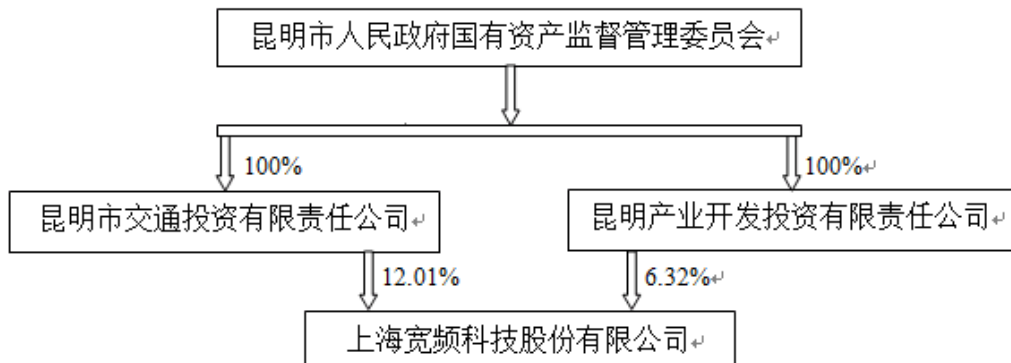 昆明市人民政府国有资产监督管理委员会
100%
100%
昆明市交通投资有限责任公司
昆明产业开发投资有限责任公司
12.01%
6.32%
上海宽频科技股份有限公司